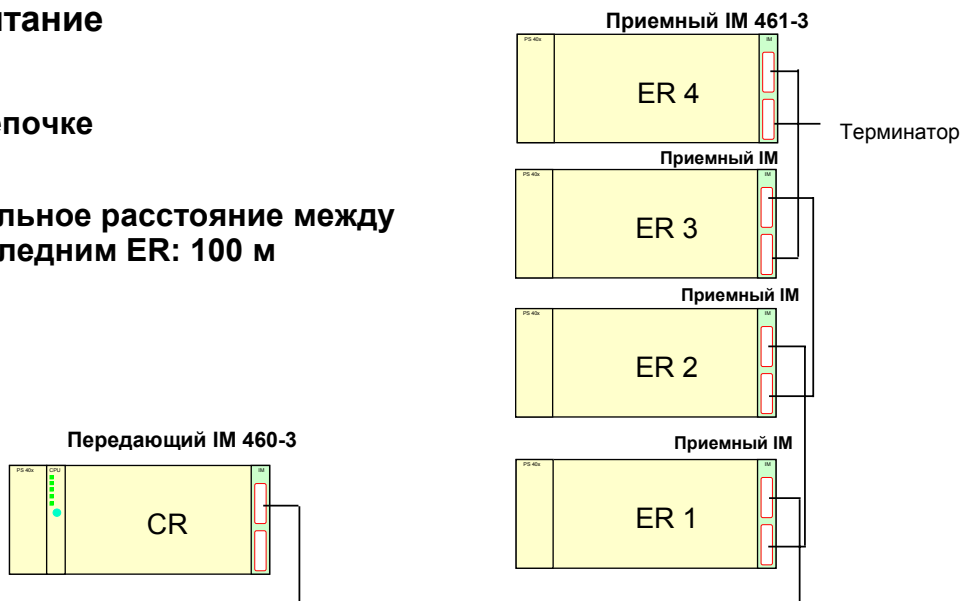 итание
почке
льное расстояние между
ледним ER: 100 м
Приемный IM 461-3
PS 40x
IM
ER 4
Терминатор
Приемный IM
PS 40x
IM
ER 3
Приемный IM
PS 40x
IM
ER 2
Передающий IM 460-3
PS 40x
CPU
IM
CR
Приемный IM
PS 40x
IM
ER 1